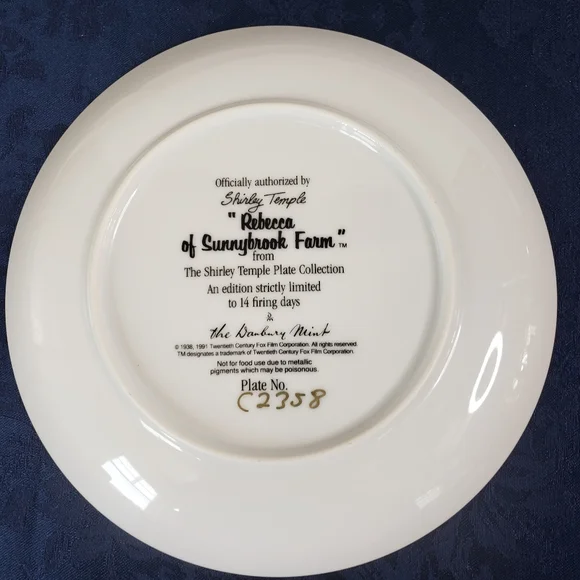 Officially authorized by
Shirley Temple
"Rebecca
of Sunnybrook Farm"™
from
The Shirley Temple Plate Collection
An edition strictly limited
to 14 firing days
The Danbury Mint
© 1938, 1991 Twentieth Century Fox Film Corporation. All rights reserved.
TM designates a trademark of Twentieth Century Fox Film Corporation.
Not for food use due to metallic
pigments which may be poisonous.
Plate No.
C2358